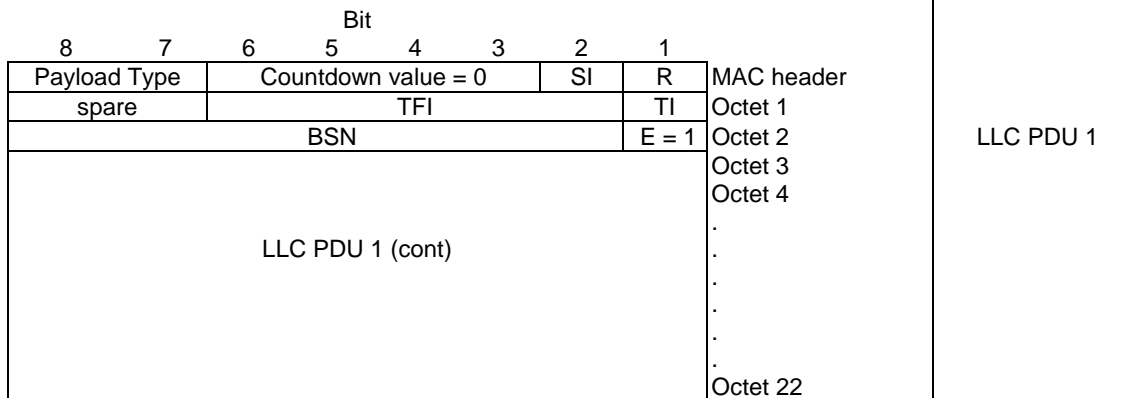 Bit
8 7 6 5 4 3 2 1
Payload Type Countdown value = 0 SI R MAC header
spare TFI TI Octet 1
BSN E = 1 Octet 2 LLC PDU 1
Octet 3
Octet 4
.
LLC PDU 1 (cont) .
.
.
.
.
Octet 22